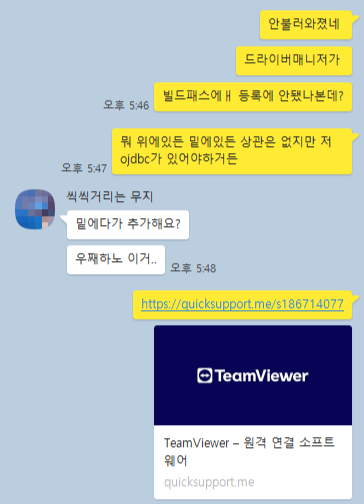 안불러와졌네
드라이버매니저가
빌드패스에ㅐ 등록에 안됐나본데?
오후 5:46
뭐 위에있든 밑에있든 상관은 없지만 저
ojdbc가 있어야하거든
오후 5:47
씩씩거리는 무지
밑에다가 추가해요?
우째하노 이거..
오후 5:48
https://quicksupport.me/s186714077
TeamViewer
TeamViewer – 원격 연결 소프트
웨어
quicksupport.me